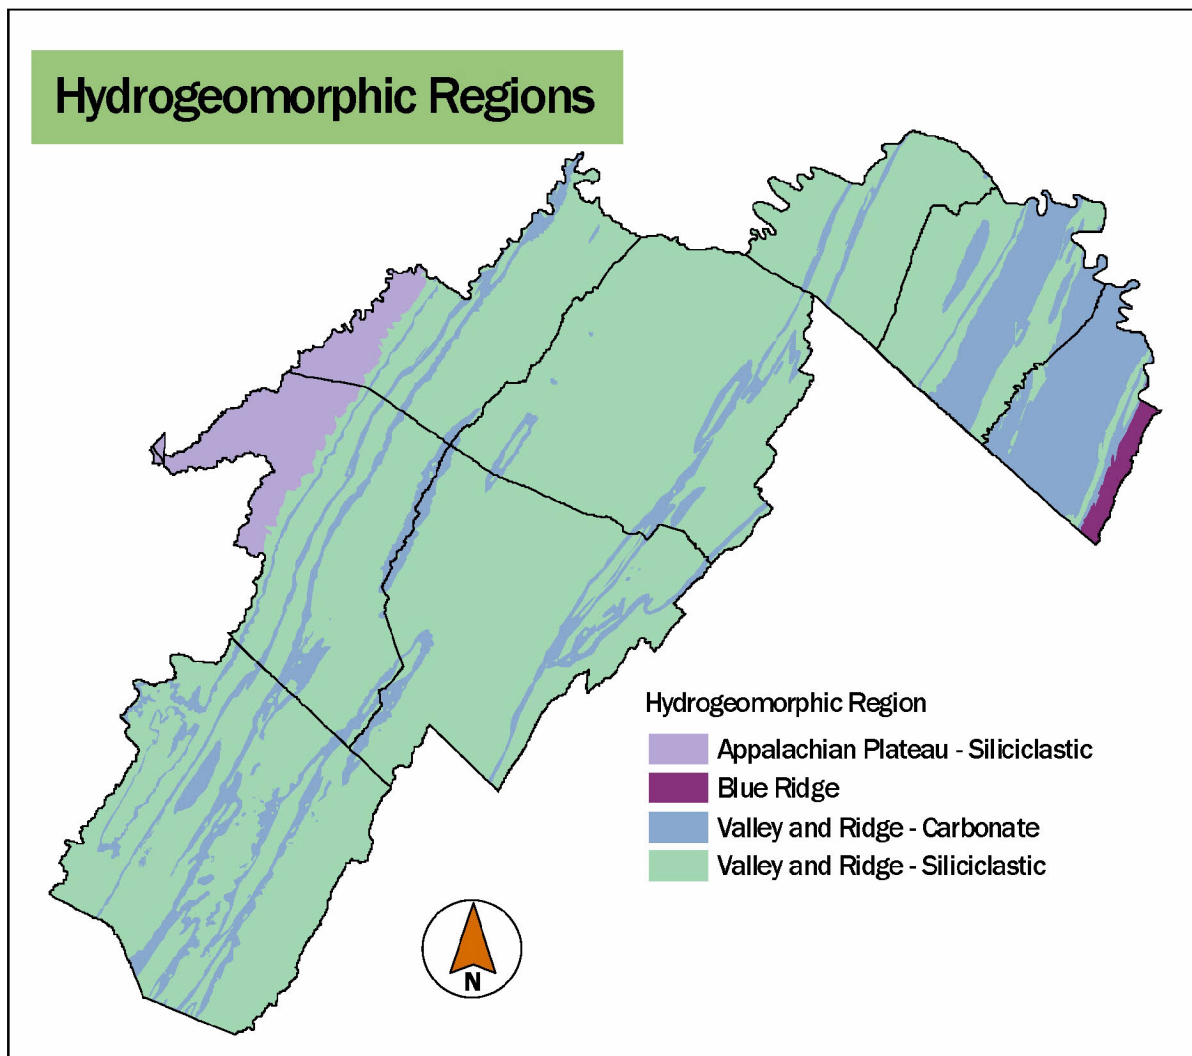 Hydrogeomorphic Regions
Hydrogeomorphic Region
Appalachian Plateau - Siliciclastic
Blue Ridge
Valley and Ridge - Carbonate
Valley and Ridge - Siliciclastic
N